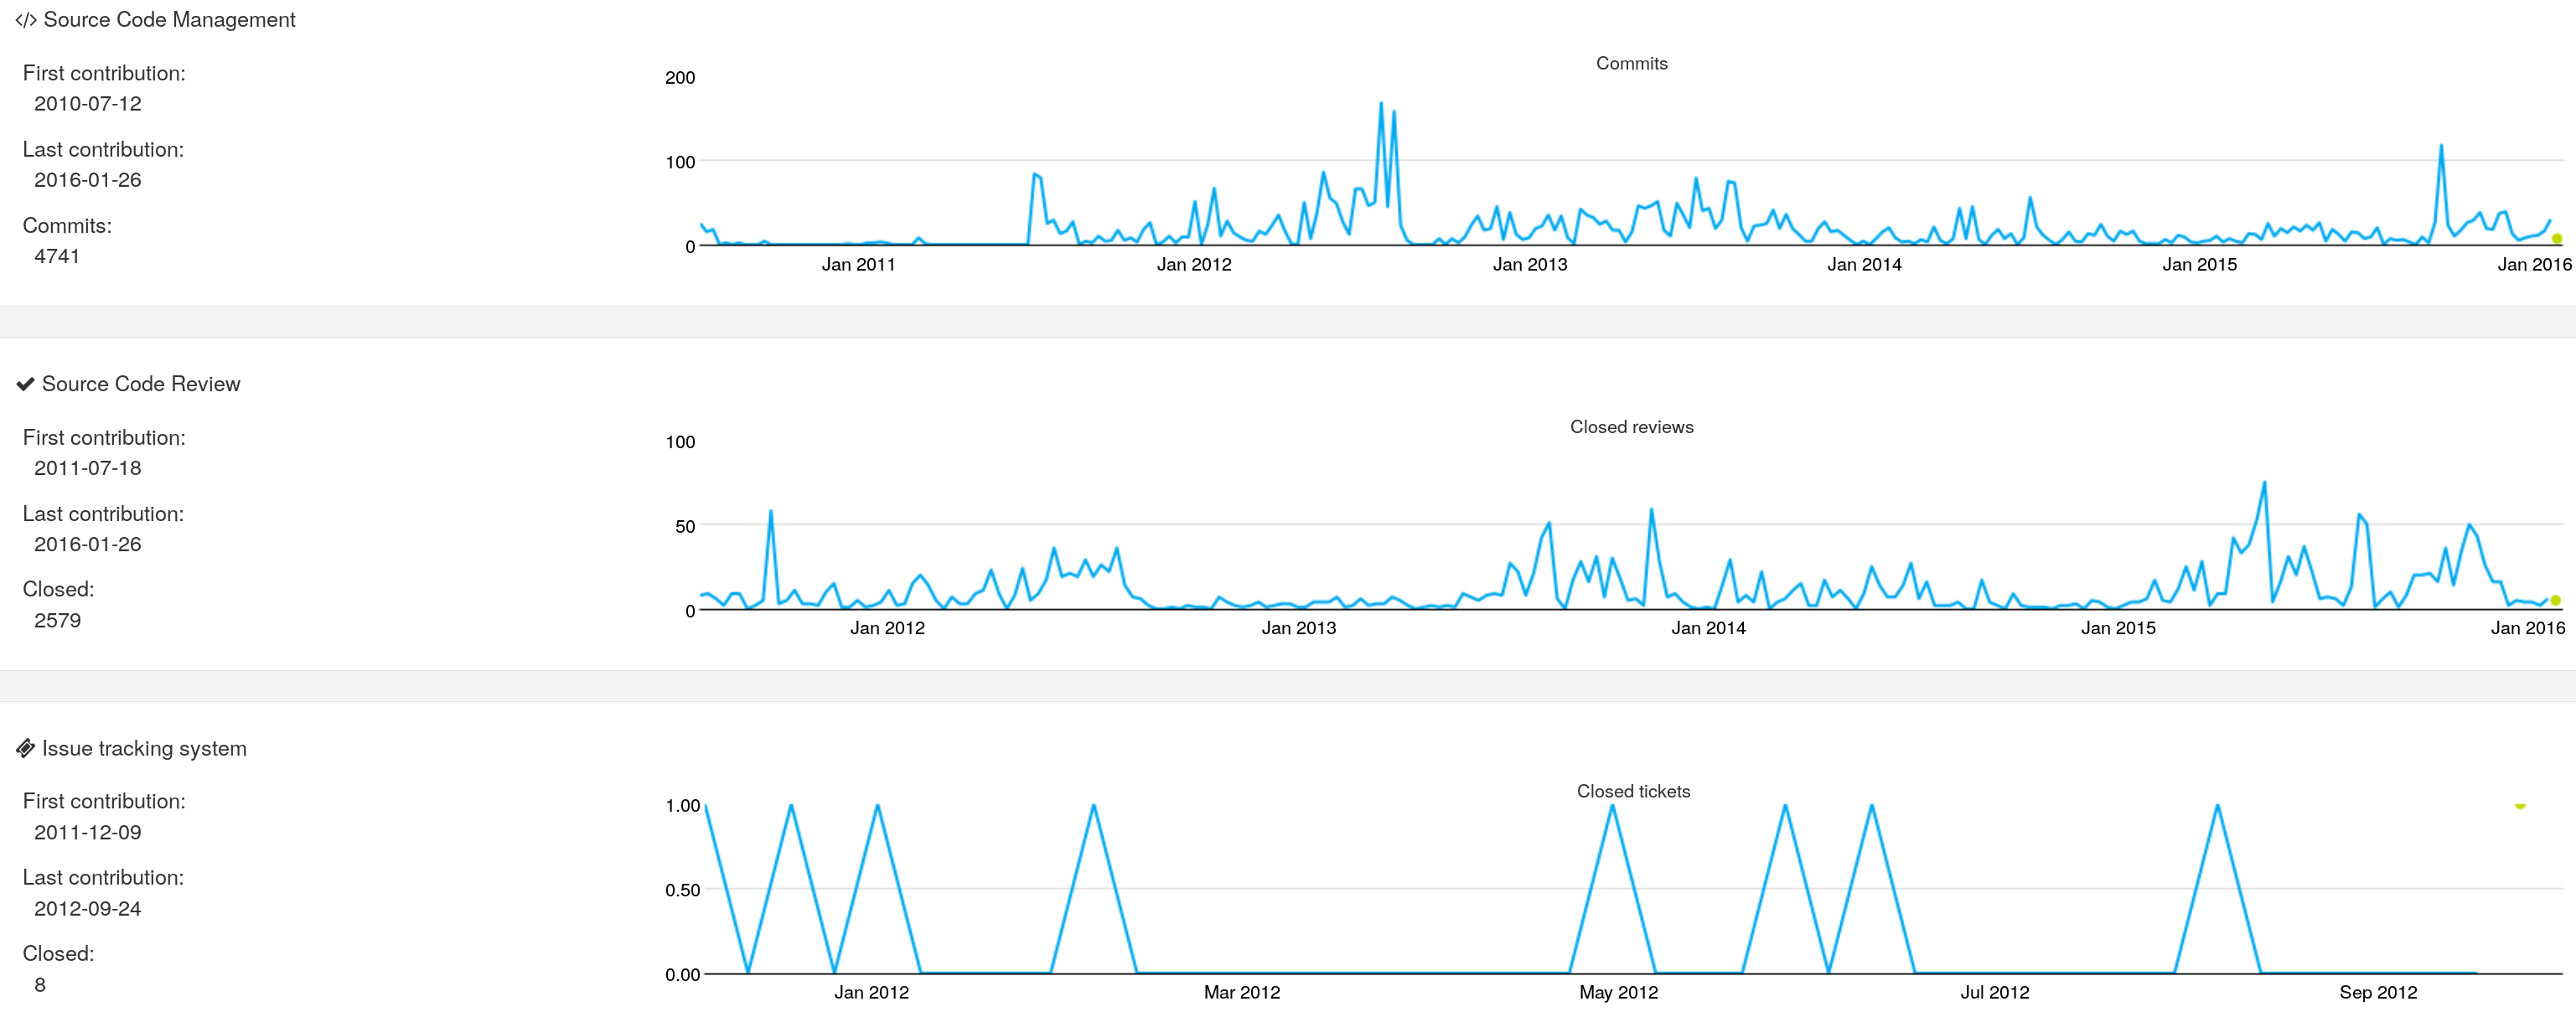 Source Code Management
First contribution:
2010-07-12
Last contribution:
2016-01-26
Commits:
4741
Commits
200
100
0
Jan 2011 Jan 2012 Jan 2013 Jan 2014 Jan 2015 Jan 2016
Source Code Review
First contribution:
2011-07-18
Last contribution:
2016-01-26
Closed:
2579
Closed reviews
100
50
0
Jan 2012 Jan 2013 Jan 2014 Jan 2015 Jan 2016
Issue tracking system
First contribution:
2011-12-09
Last contribution:
2012-09-24
Closed:
8
Closed tickets
1.00
0.50
0.00
Jan 2012 Mar 2012 May 2012 Jul 2012 Sep 2012